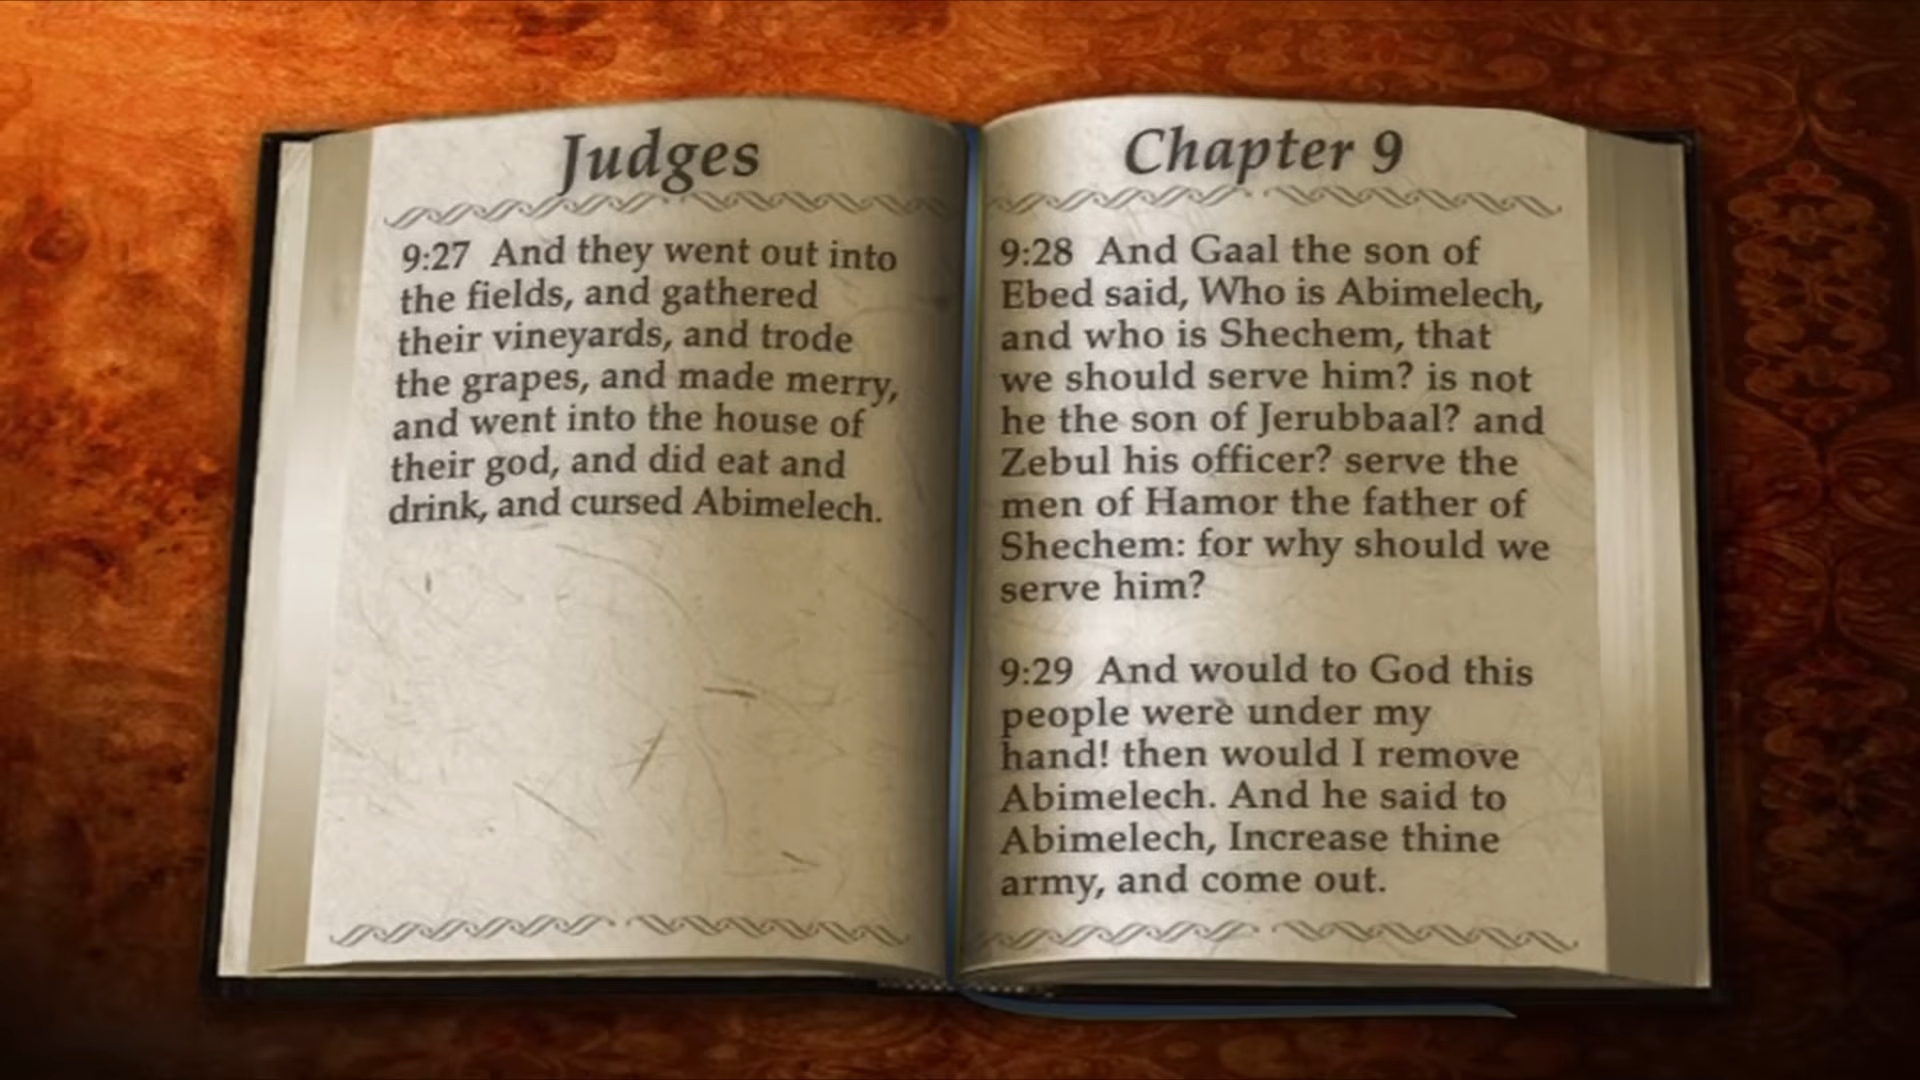 Judges
9:27 And they went out into
the fields, and gathered
their vineyards, and trode
the grapes, and made merry,
and went into the house of
their god, and did eat and
drink, and cursed Abimelech.
Chapter 9
9:28 And Gaal the son of
Ebed said, Who is Abimelech,
and who is Shechem, that
we should serve him? is not
he the son of Jerubbaal? and
Zebul his officer? serve the
men of Hamor the father of
Shechem: for why should we
serve him?
9:29 And would to God this
people were under my
hand! then would I remove
Abimelech. And he said to
Abimelech, Increase thine
army, and come out.